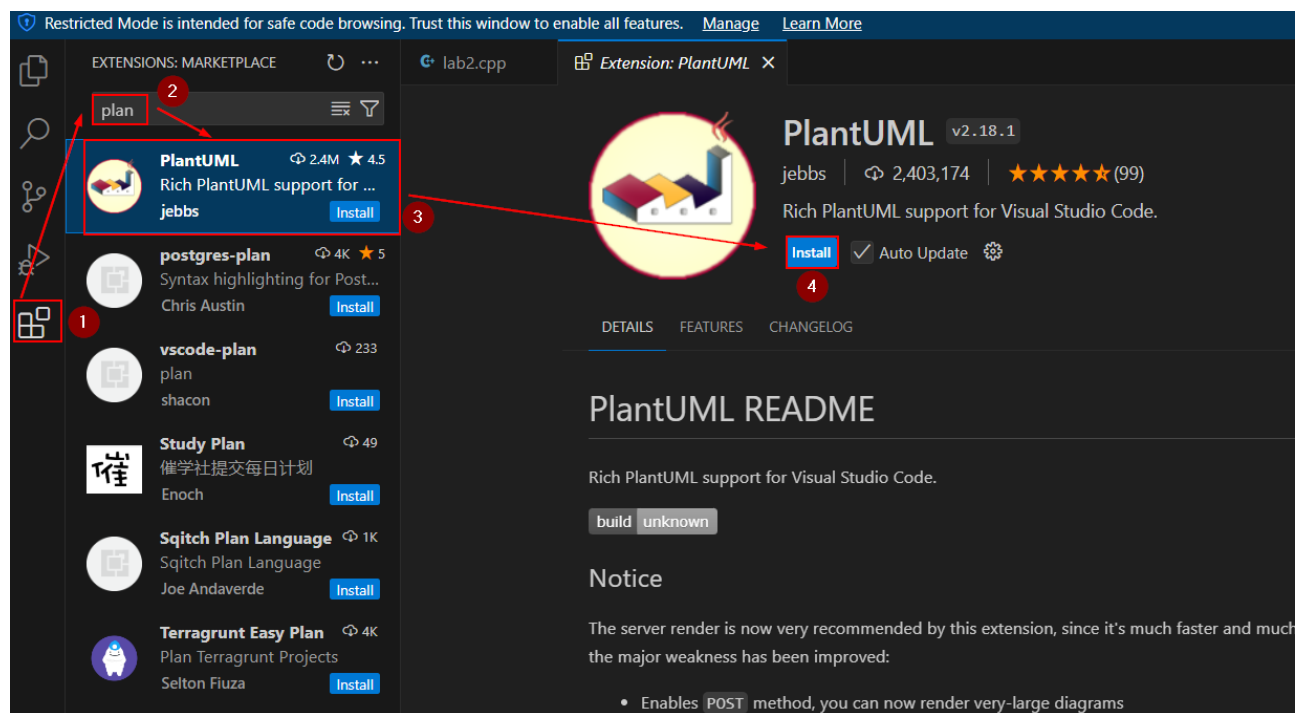 Restricted Mode is intended for safe code browsing. Trust this window to enable all features. Manage Learn More
EXTENSIONS: MARKETPLACE
2
plan
PlantUML 2.4M ★ 4.5
Rich PlantUML support for ...
jebbs Install
3
postgres-plan 4K ★ 5
Syntax highlighting for Post...
Chris Austin Install
1
vscode-plan 233
plan
shacon Install
Study Plan 49
催学社提交每日计划
Enoch Install
Sqitch Plan Language 1K
Sqitch Plan Language
Joe Andaverde Install
Terragrunt Easy Plan 4K
Plan Terragrunt Projects
Selton Fiuza Install
lab2.cpp Extension: PlantUML
PlantUML v2.18.1
jebbs 2,403,174 ★★★★★(99)
Rich PlantUML support for Visual Studio Code.
Install Auto Update
4
DETAILS FEATURES CHANGELOG
PlantUML README
Rich PlantUML support for Visual Studio Code.
build unknown
Notice
The server render is now very recommended by this extension, since it's much faster and much
the major weakness has been improved:
• Enables POST method, you can now render very-large diagrams